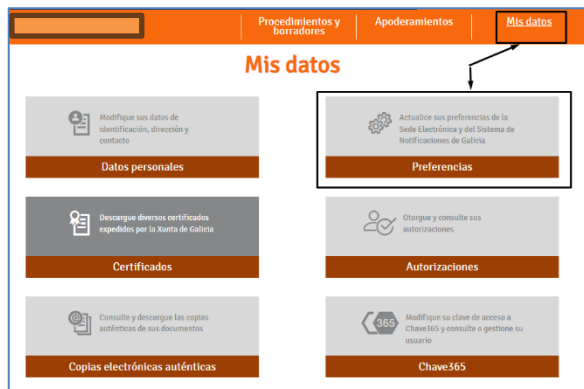 Procedimientos y
borradores
Apoderamientos
Mis datos
Mis datos
Modifique sus datos de
identificación, dirección y
contacto
Datos personales
Actualice sus preferencias de la
Sede Electrónica y del Sistema de
Notificaciones de Galicia
Preferencias
Descargue diversos certificados
expedidos por la Xunta de Galicia
Certificados
Otorgue y consulte sus
autorizaciones
Autorizaciones
Consulte y descargue las copias
auténticas de sus documentos
Copias electrónicas auténticas
365
Modifique su clave de acceso a
Chave365 y consulte o gestione su
usuario
Chave365